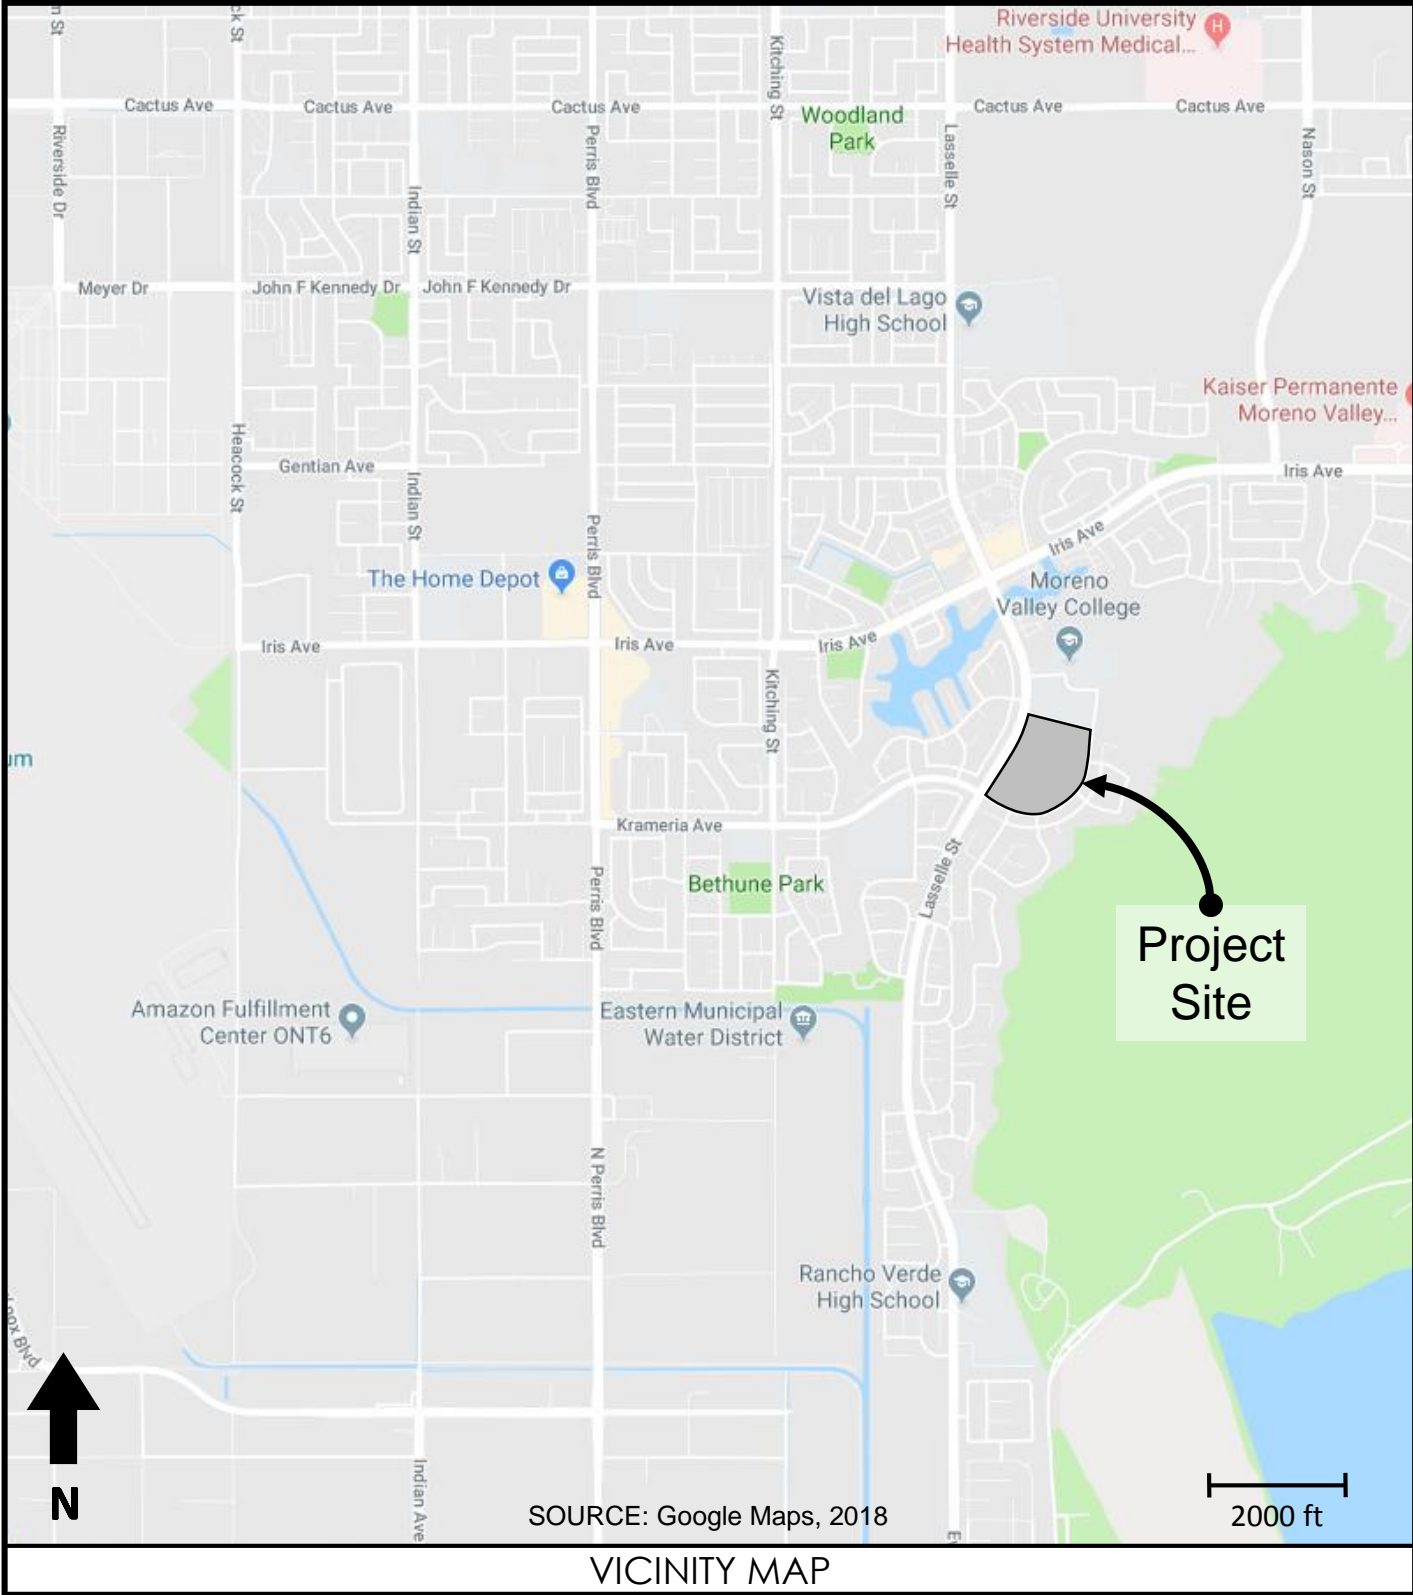 Riverside University
Health System Medical...
H
Cactus Ave
Cactus Ave
Cactus Ave
Cactus Ave
Cactus Ave
Woodland
Park
Riverside Dr
Perris Blvd
Kitching St
Lasselle St
Nason St
Indian St
Meyer Dr
John F Kennedy Dr
John F Kennedy Dr
Vista del Lago
High School
Kaiser Permanente
Moreno Valley...
Heacock St
Gentian Ave
Indian St
Iris Ave
Perris Blvd
Iris Ave
The Home Depot
Moreno
Valley College
Iris Ave
Iris Ave
Iris Ave
Kitching St
um
Krameria Ave
Lasselle St
Bethune Park
Perris Blvd
Project
Site
Amazon Fulfillment
Center ONT6
Eastern Municipal
Water District
N Perris Blvd
Rancho Verde
High School
nox Blvd
N
Indian Ave
SOURCE: Google Maps, 2018
2000 ft
VICINITY MAP